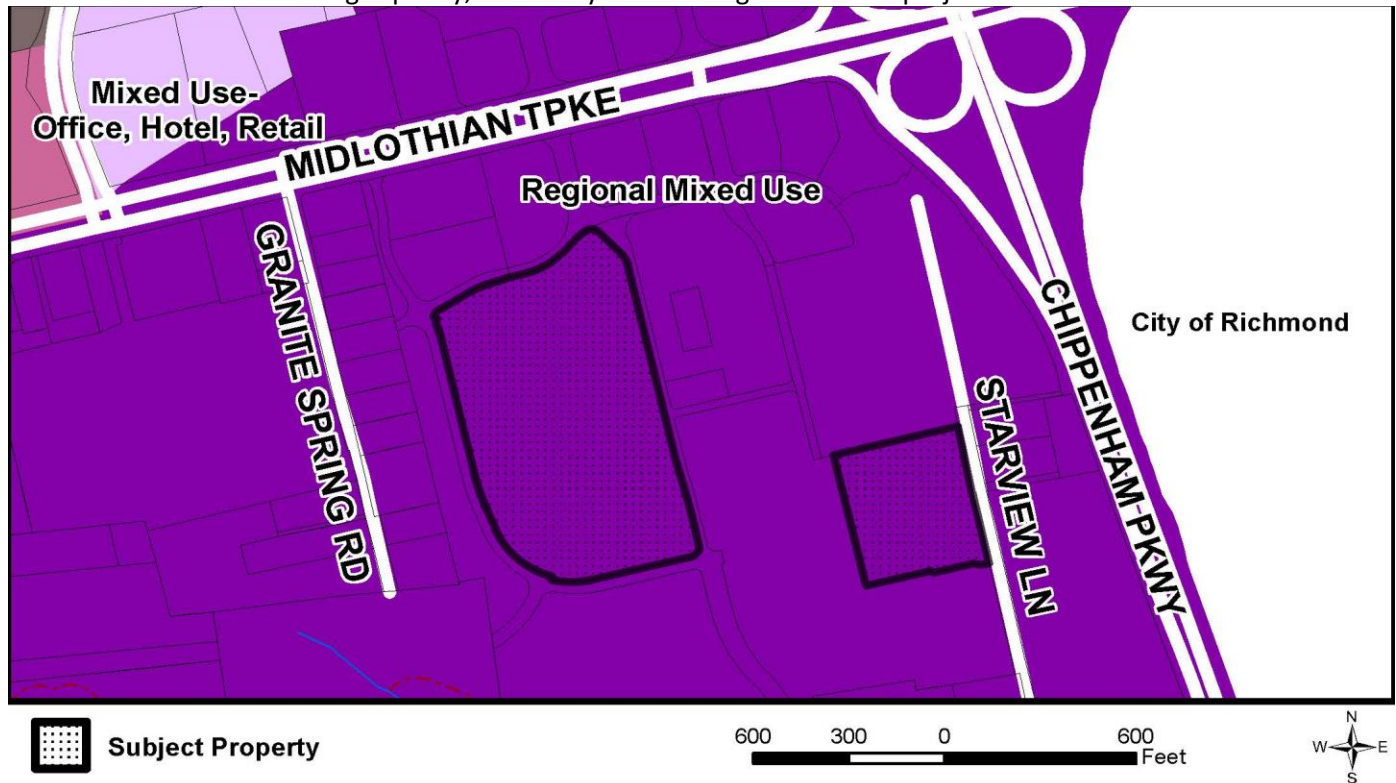 Mixed Use-
Office, Hotel, Retail
MIDLOTHIAN TPKE
Regional Mixed Use
GRANITE SPRING RD
CHIPPENHAM PKWY
City of Richmond
STARVIEW LN
Subject Property
600 300 0 600
Feet
N
W E
S